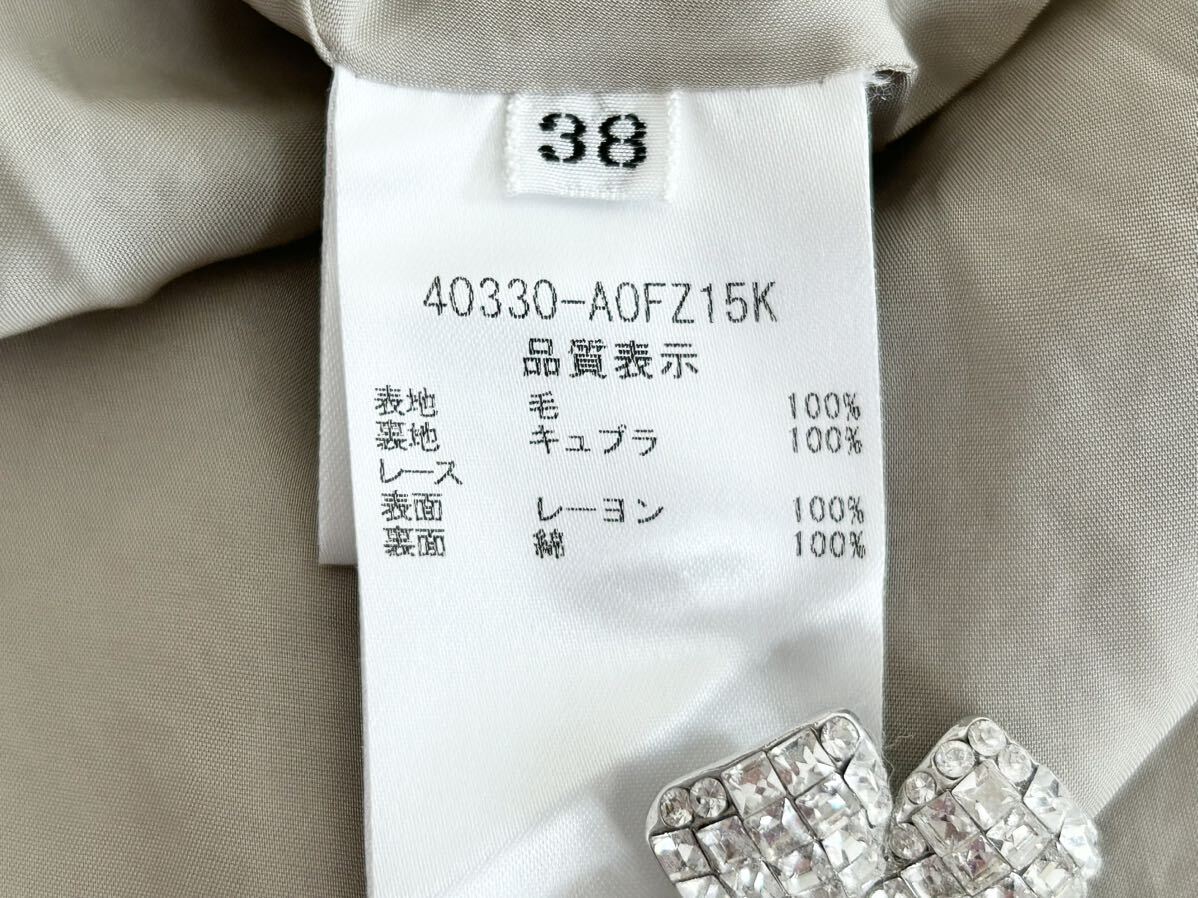 38
40330-A0FZ15K
品質表示
表地 毛 100%
裏地 キュプラ 100%
レース
表面 レーヨン 100%
裏面 綿 100%